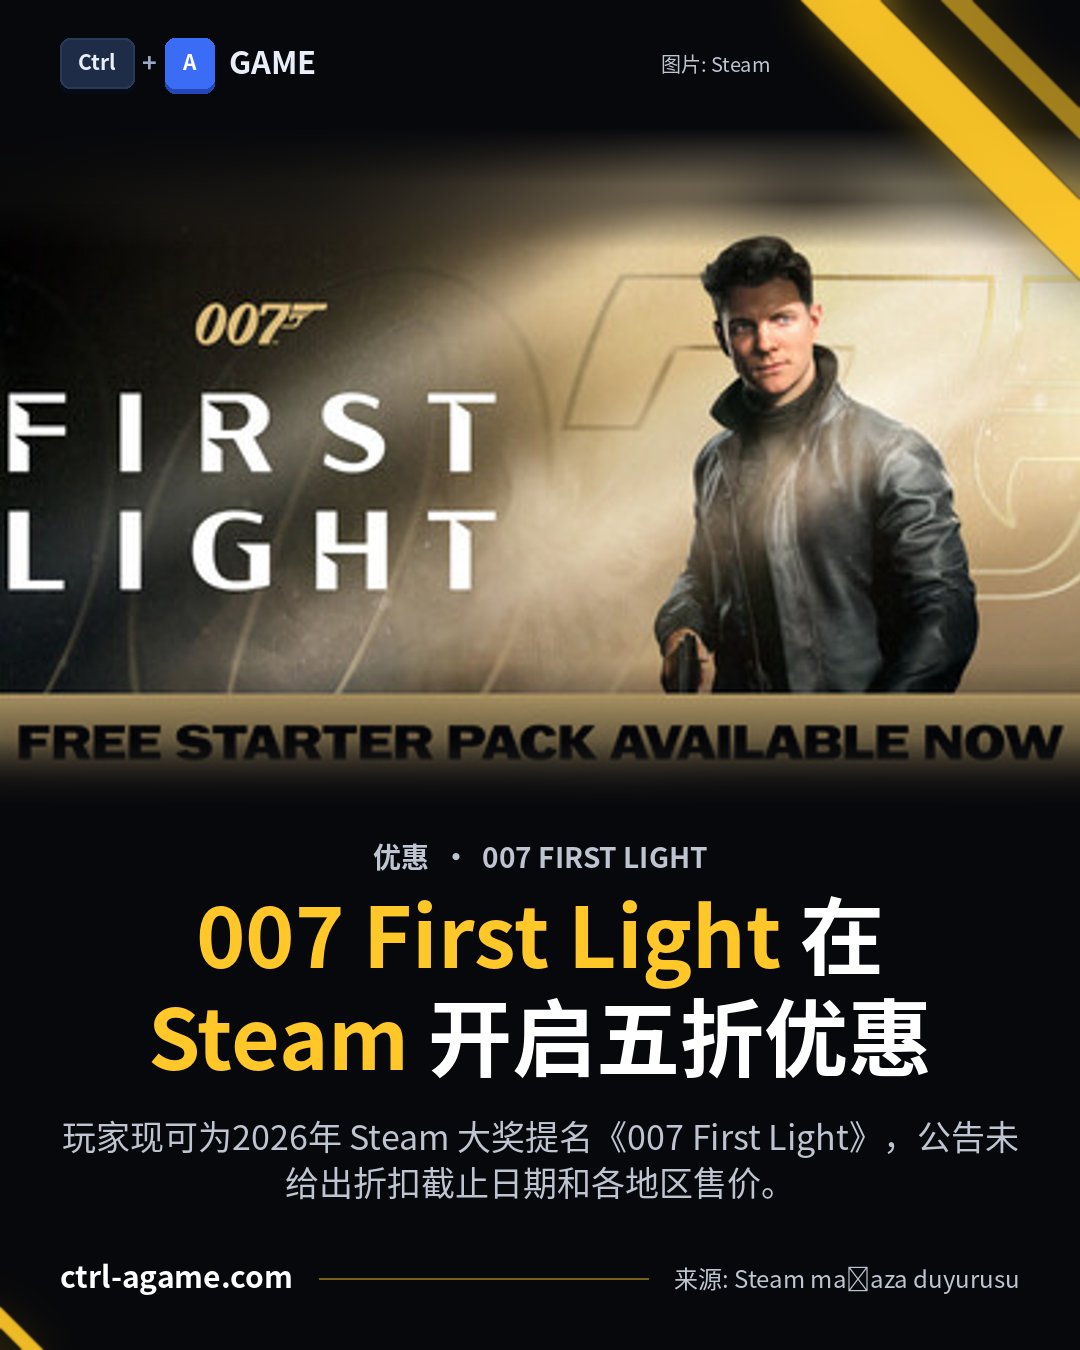 Ctrl + A GAME
图片: Steam
007
FIRST
LIGHT
FREE STARTER PACK AVAILABLE NOW
优惠 • 007 FIRST LIGHT
007 First Light 在
Steam 开启五折优惠
玩家现可为2026年 Steam 大奖提名《007 First Light》，公告未
给出折扣截止日期和各地区售价。
ctrl-agame.com
来源: Steam ma☒aza duyurusu